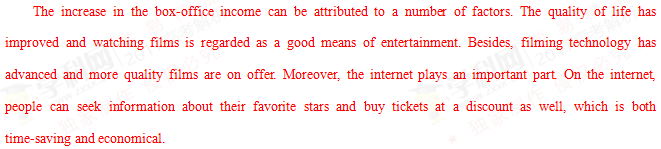 The increase in the box-office income can be attributed to a number of factors. The quality of life has
improved and watching films is regarded as a good means of entertainment. Besides, filming technology has
advanced and more quality films are on offer. Moreover, the internet plays an important part. On the internet,
people can seek information about their favorite stars and buy tickets at a discount as well, which is both
time-saving and economical.